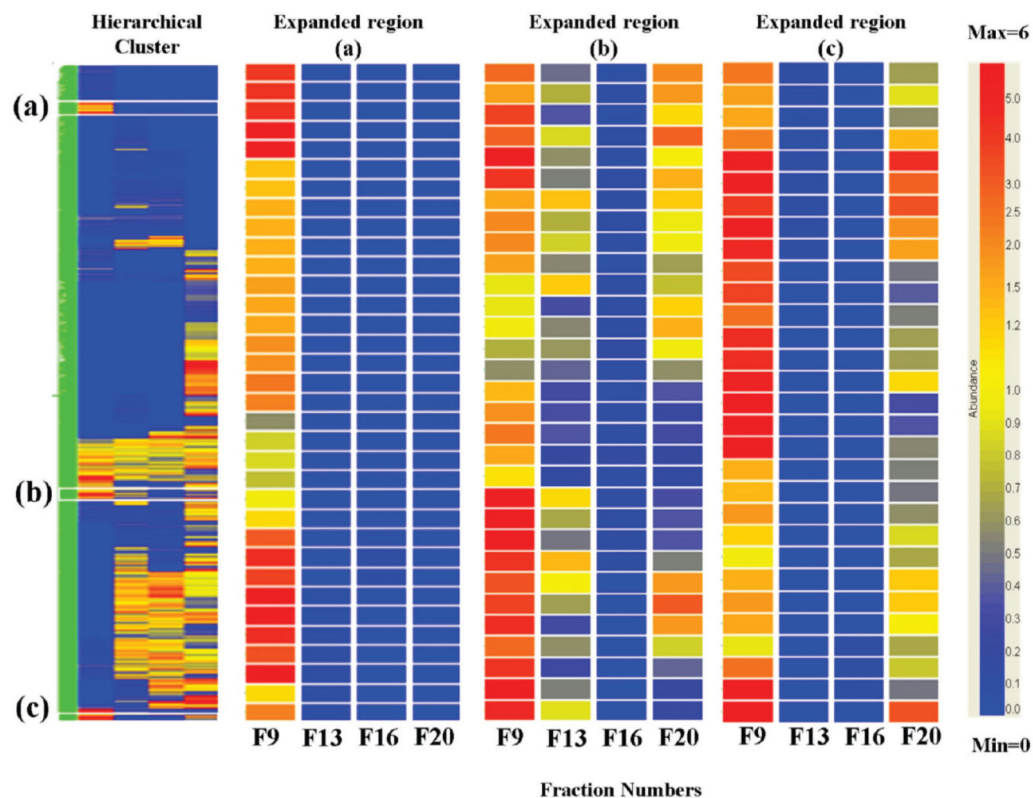 Hierarchical
Cluster
Expanded region
(a)
Expanded region
(b)
Expanded region
(c)
Max=6
(a)
(b)
(c)
5.0
4.0
3.0
2.5
2.0
1.6
1.2
1.0
0.9
0.8
0.7
0.6
0.5
0.4
0.3
0.2
0.1
0.0
Abundance
Min=0
F9 F13 F16 F20
F9 F13 F16 F20
F9 F13 F16 F20
Fraction Numbers